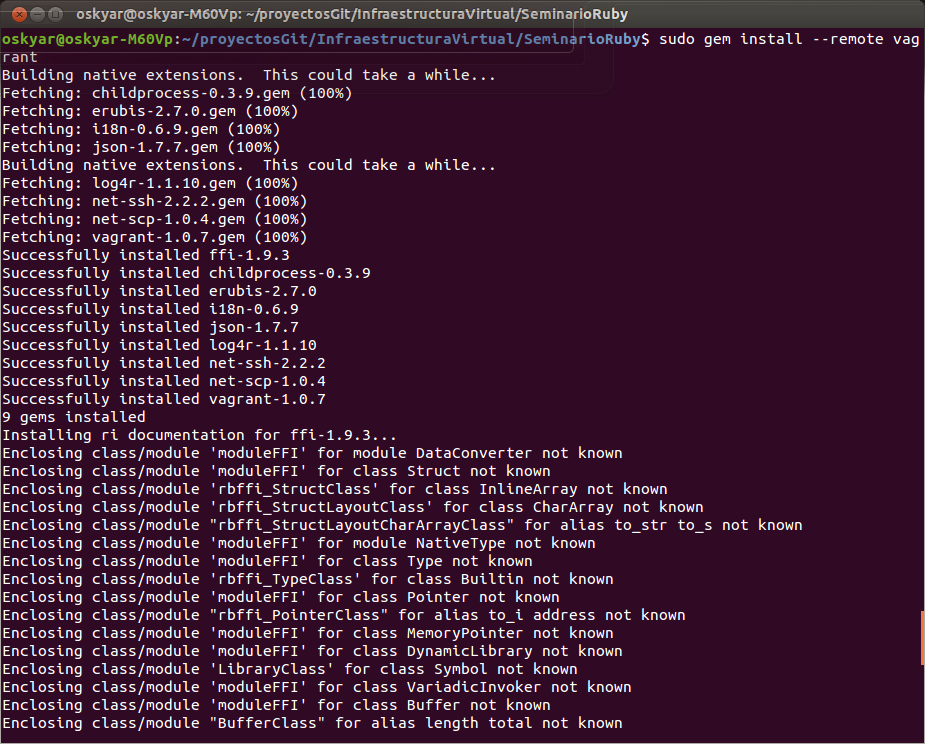 oskyar@oskyar-M60Vp: ~/proyectosGit/InfraestructuraVirtual/SeminarioRuby
oskyar@oskyar-M60Vp:~/proyectosGit/InfraestructuraVirtual/SeminarioRuby$ sudo gem install --remote vag
rant
Building native extensions.  This could take a while...
Fetching: childprocess-0.3.9.gem (100%)
Fetching: erubis-2.7.0.gem (100%)
Fetching: i18n-0.6.9.gem (100%)
Fetching: json-1.7.7.gem (100%)
Building native extensions.  This could take a while...
Fetching: log4r-1.1.10.gem (100%)
Fetching: net-ssh-2.2.2.gem (100%)
Fetching: net-scp-1.0.4.gem (100%)
Fetching: vagrant-1.0.7.gem (100%)
Successfully installed ffi-1.9.3
Successfully installed childprocess-0.3.9
Successfully installed erubis-2.7.0
Successfully installed i18n-0.6.9
Successfully installed json-1.7.7
Successfully installed log4r-1.1.10
Successfully installed net-ssh-2.2.2
Successfully installed net-scp-1.0.4
Successfully installed vagrant-1.0.7
9 gems installed
Installing ri documentation for ffi-1.9.3...
Enclosing class/module 'moduleFFI' for module DataConverter not known
Enclosing class/module 'moduleFFI' for class Struct not known
Enclosing class/module 'rbffi_StructClass' for class InlineArray not known
Enclosing class/module 'rbffi_StructLayoutClass' for class CharArray not known
Enclosing class/module "rbffi_StructLayoutCharArrayClass" for alias to_str to_s not known
Enclosing class/module 'moduleFFI' for module NativeType not known
Enclosing class/module 'moduleFFI' for class Type not known
Enclosing class/module 'rbffi_TypeClass' for class Builtin not known
Enclosing class/module 'moduleFFI' for class Pointer not known
Enclosing class/module "rbffi_PointerClass" for alias to_i address not known
Enclosing class/module 'moduleFFI' for class MemoryPointer not known
Enclosing class/module 'moduleFFI' for class DynamicLibrary not known
Enclosing class/module 'LibraryClass' for class Symbol not known
Enclosing class/module 'moduleFFI' for class VariadicInvoker not known
Enclosing class/module 'moduleFFI' for class Buffer not known
Enclosing class/module "BufferClass" for alias length total not known